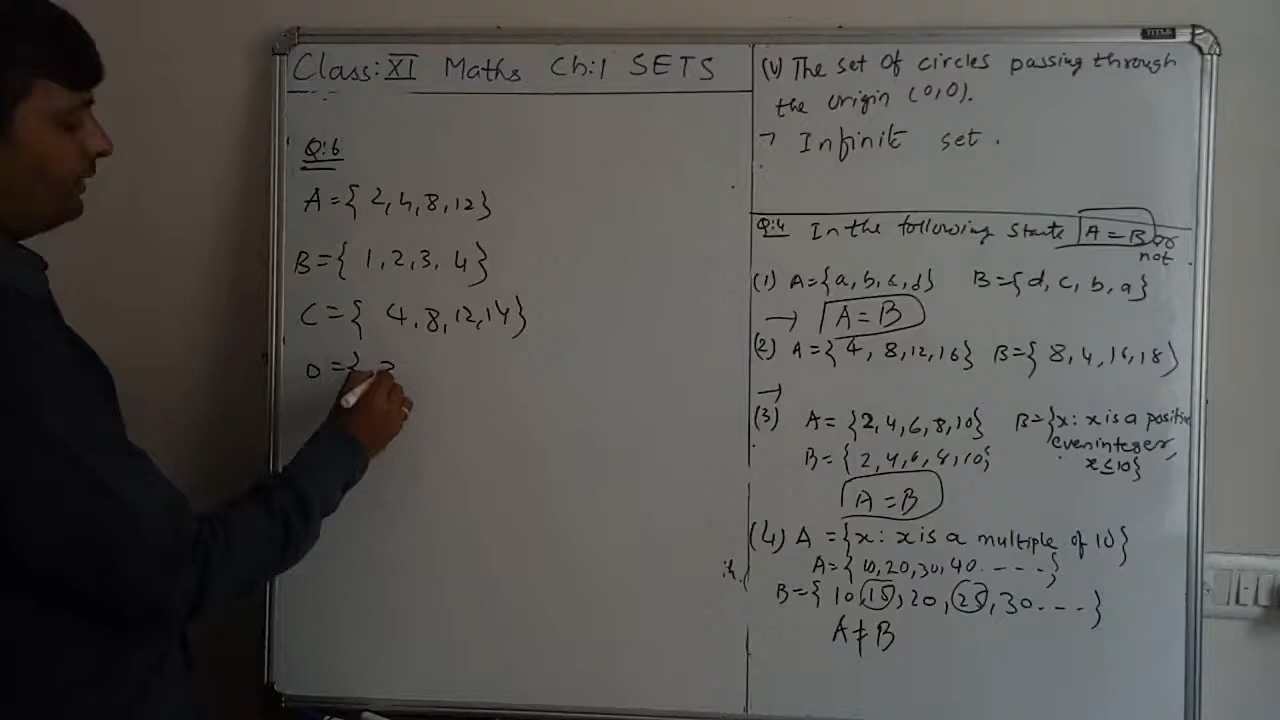 Class: XI Maths Ch:1 SETS
Q:6
A={ 2,4,8,12}
B={ 1,2,3, 4}
C={ 4,8,12,14}
D={
(V) The set of circles passing through
the origin (0,0).
→ Infinite set.
Q:4 In the following state A = B or
not
(1) A={a, b, c, d} B={d, c, b, a}
→ A = B
(2) A={ 4, 8,12,16} B={ 8, 4, 16, 18}
→
(3) A = {2,4,6,8,10} B={x: x is a positive
even integer,
B= { 2,4,6,8,10}
x≤10}
A = B
(4) A ={x: x is a multiple of 10}
A={ 10,20,30,40.----}
B={ 10,15,20,25,30---}
A≠B
TITLE